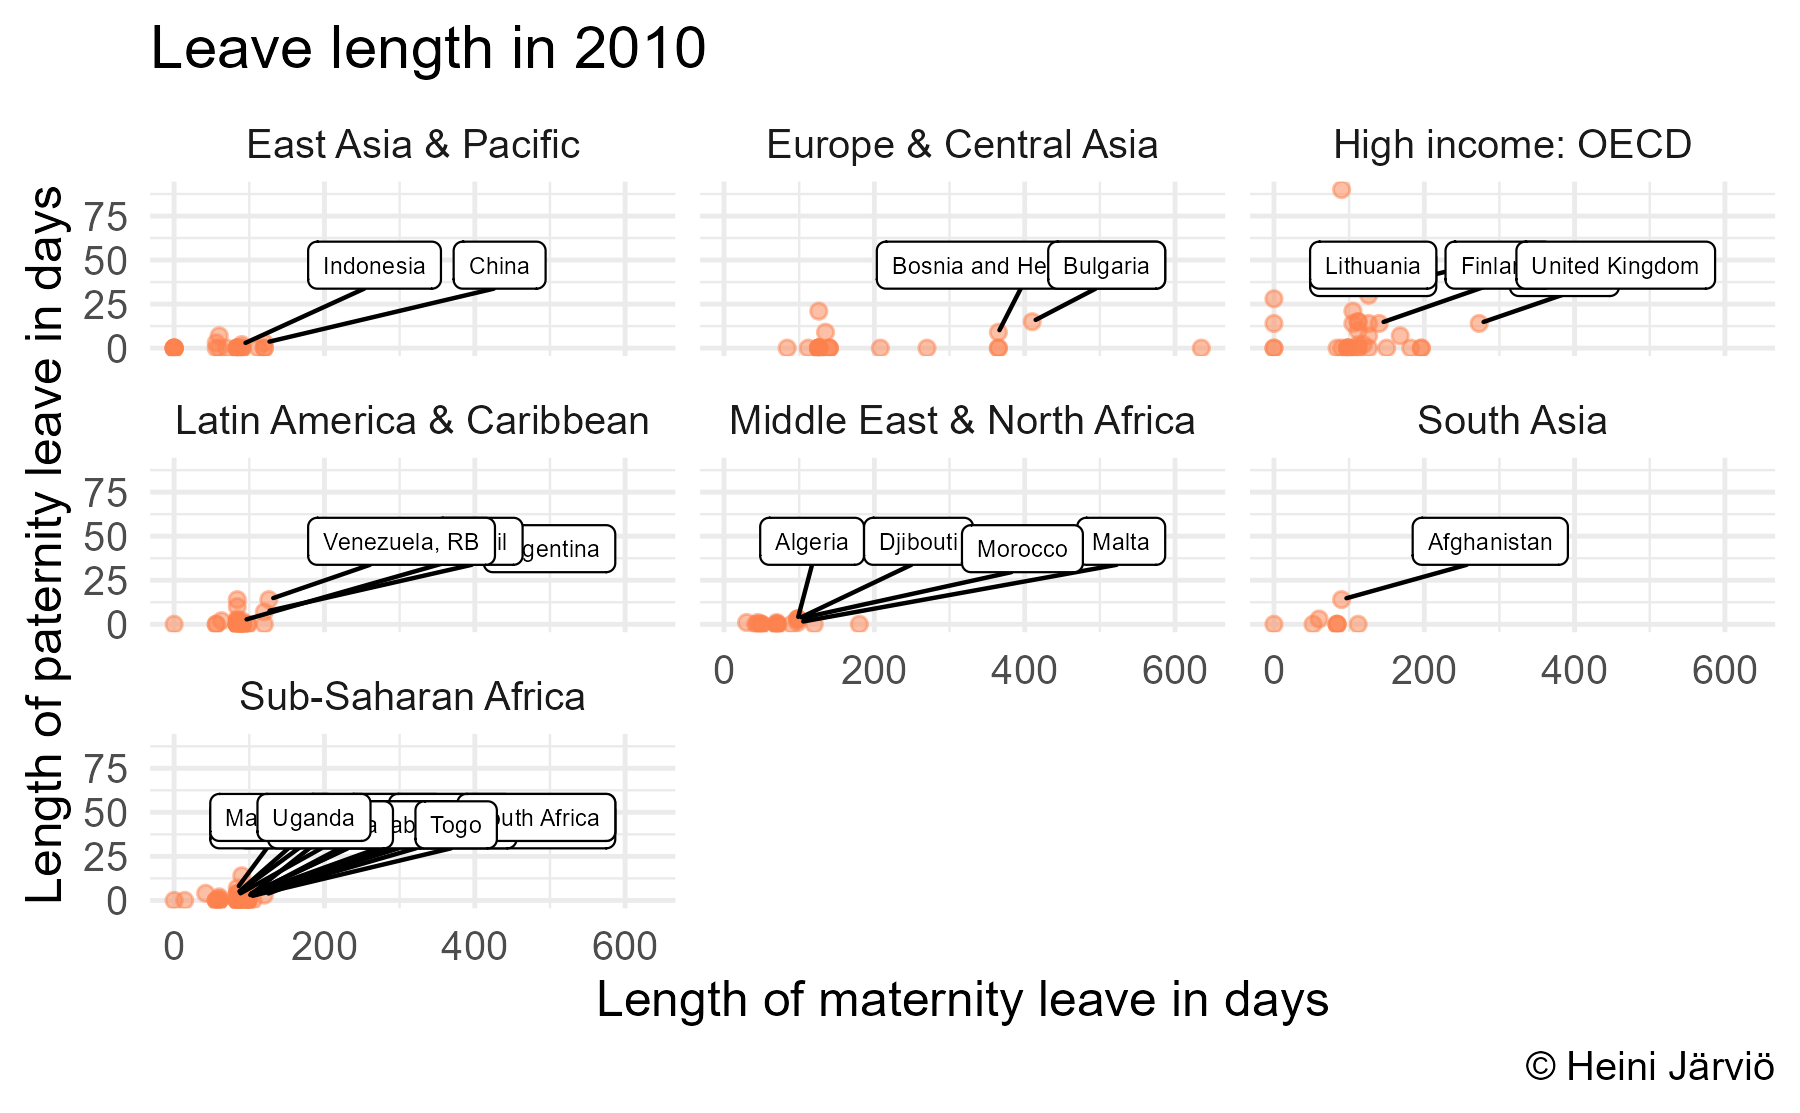 Leave length in 2010
East Asia & Pacific
Europe & Central Asia
High income: OECD
Length of paternity leave in days
75
50
25
0
Indonesia
China
Bosnia and He
Bulgaria
Lithuania
Finlan
United Kingdom
Latin America & Caribbean
Middle East & North Africa
South Asia
75
50
25
0
Venezuela, RB
il
gentina
Algeria
Djibouti
Morocco
Malta
Afghanistan
0 200 400 600
0 200 400 600
Sub-Saharan Africa
75
50
25
0
Ma
Uganda
a
ab
Togo
outh Africa
0 200 400 600
Length of maternity leave in days
© Heini Järviö